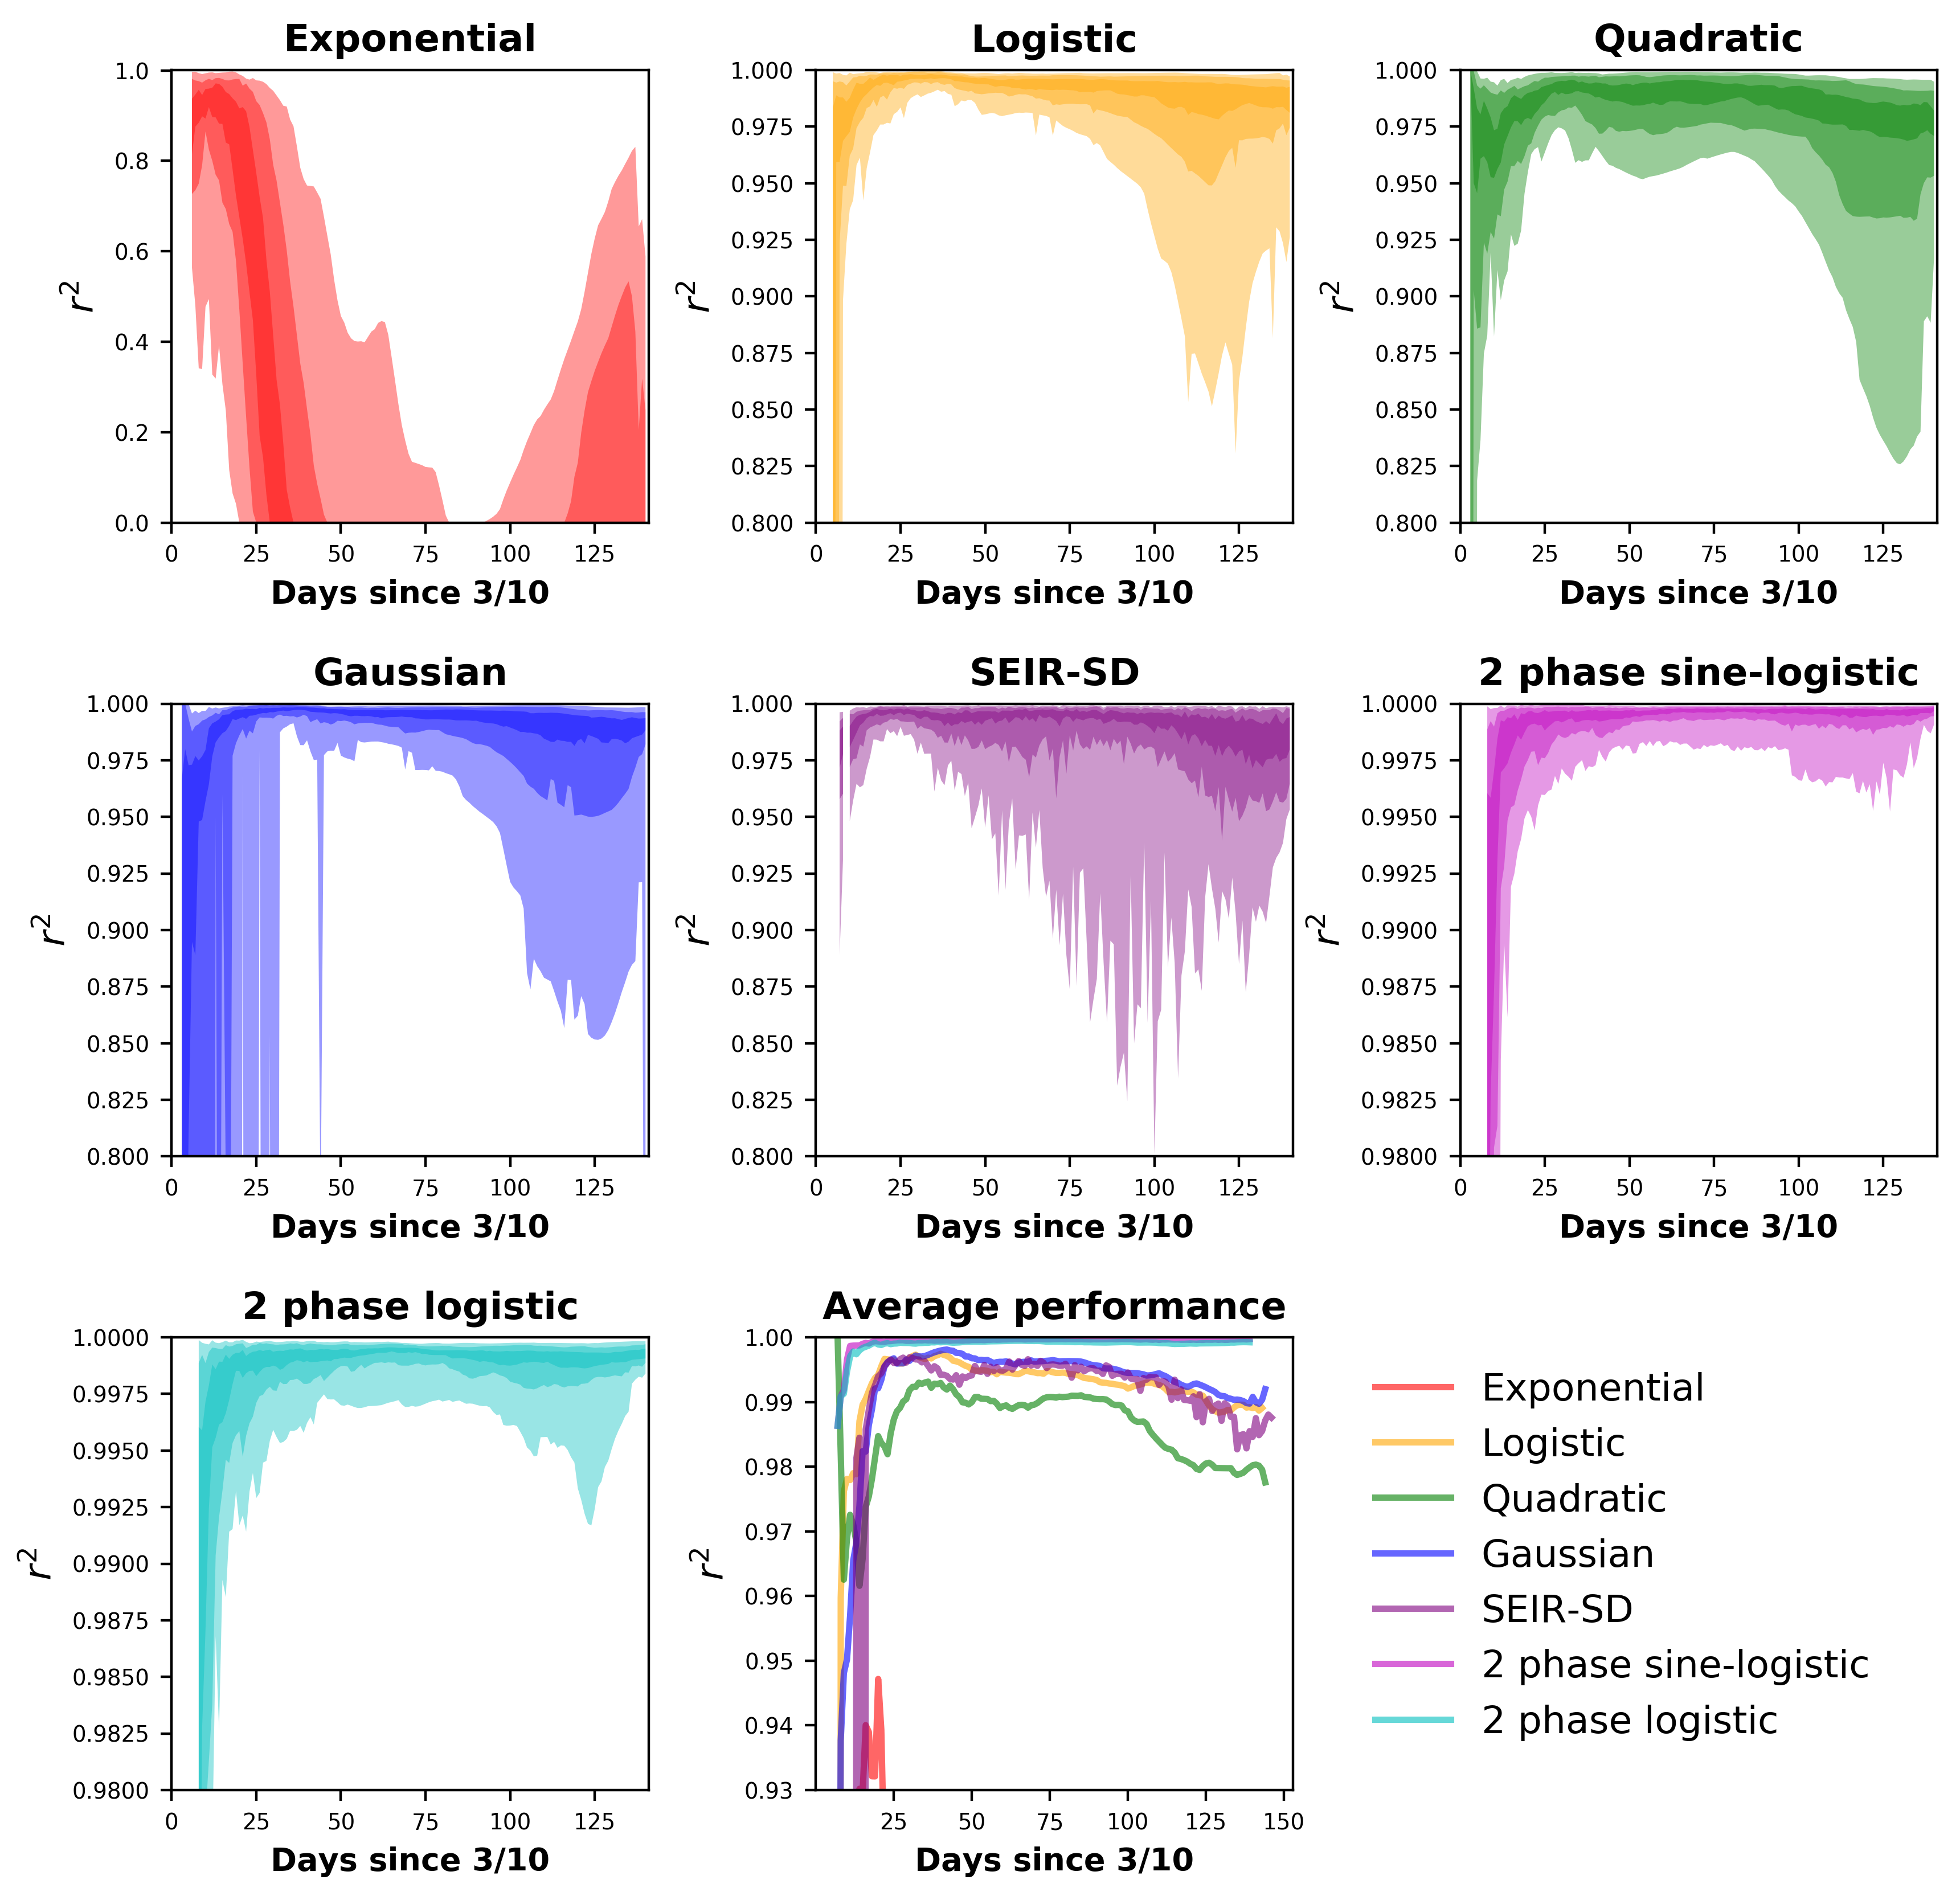 Exponential
Logistic
Quadratic
1.0
0.8
0.6
0.4
0.2
0.0
r²
0 25 50 75 100 125
Days since 3/10
1.000
0.975
0.950
0.925
0.900
0.875
0.850
0.825
0.800
r²
0 25 50 75 100 125
Days since 3/10
1.000
0.975
0.950
0.925
0.900
0.875
0.850
0.825
0.800
r²
0 25 50 75 100 125
Days since 3/10
Gaussian
SEIR-SD
2 phase sine-logistic
1.000
0.975
0.950
0.925
0.900
0.875
0.850
0.825
0.800
r²
0 25 50 75 100 125
Days since 3/10
1.000
0.975
0.950
0.925
0.900
0.875
0.850
0.825
0.800
r²
0 25 50 75 100 125
Days since 3/10
1.0000
0.9975
0.9950
0.9925
0.9900
0.9875
0.9850
0.9825
0.9800
r²
0 25 50 75 100 125
Days since 3/10
2 phase logistic
Average performance
1.0000
0.9975
0.9950
0.9925
0.9900
0.9875
0.9850
0.9825
0.9800
r²
0 25 50 75 100 125
Days since 3/10
1.00
0.99
0.98
0.97
0.96
0.95
0.94
0.93
r²
25 50 75 100 125 150
Days since 3/10
Exponential
Logistic
Quadratic
Gaussian
SEIR-SD
2 phase sine-logistic
2 phase logistic